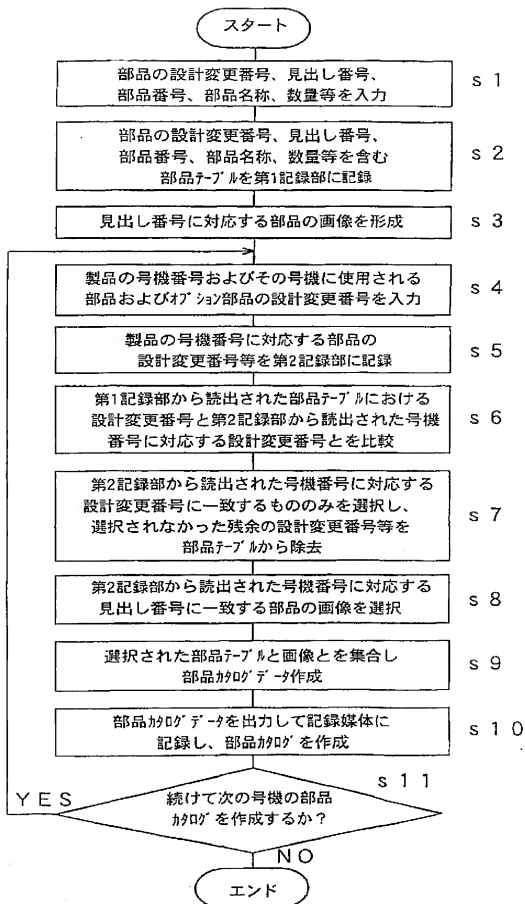 スタート
部品の設計変更番号、見出し番号、
部品番号、部品名称、数量等を入力
s 1
部品の設計変更番号、見出し番号、
部品番号、部品名称、数量等を含む
部品ﾃｰﾌﾞﾙを第1記録部に記録
s 2
見出し番号に対応する部品の画像を形成
s 3
製品の号機番号およびその号機に使用される
部品およびｵﾌﾟｼｮﾝ部品の設計変更番号を入力
s 4
製品の号機番号に対応する部品の
設計変更番号等を第2記録部に記録
s 5
第1記録部から読出された部品ﾃｰﾌﾞﾙにおける
設計変更番号と第2記録部から読出された号機
番号に対応する設計変更番号とを比較
s 6
第2記録部から読出された号機番号に対応する
設計変更番号に一致するもののみを選択し、
選択されなかった残余の設計変更番号等を
部品ﾃｰﾌﾞﾙから除去
s 7
第2記録部から読出された号機番号に対応する
見出し番号に一致する部品の画像を選択
s 8
選択された部品ﾃｰﾌﾞﾙと画像とを集合し
部品ｶﾀﾛｸﾞﾃﾞｰﾀ作成
s 9
部品ｶﾀﾛｸﾞﾃﾞｰﾀを出力して記録媒体に
記録し、部品ｶﾀﾛｸﾞを作成
s 1 0
s 1 1
YES
続けて次の号機の部品
ｶﾀﾛｸﾞを作成するか？
NO
エンド